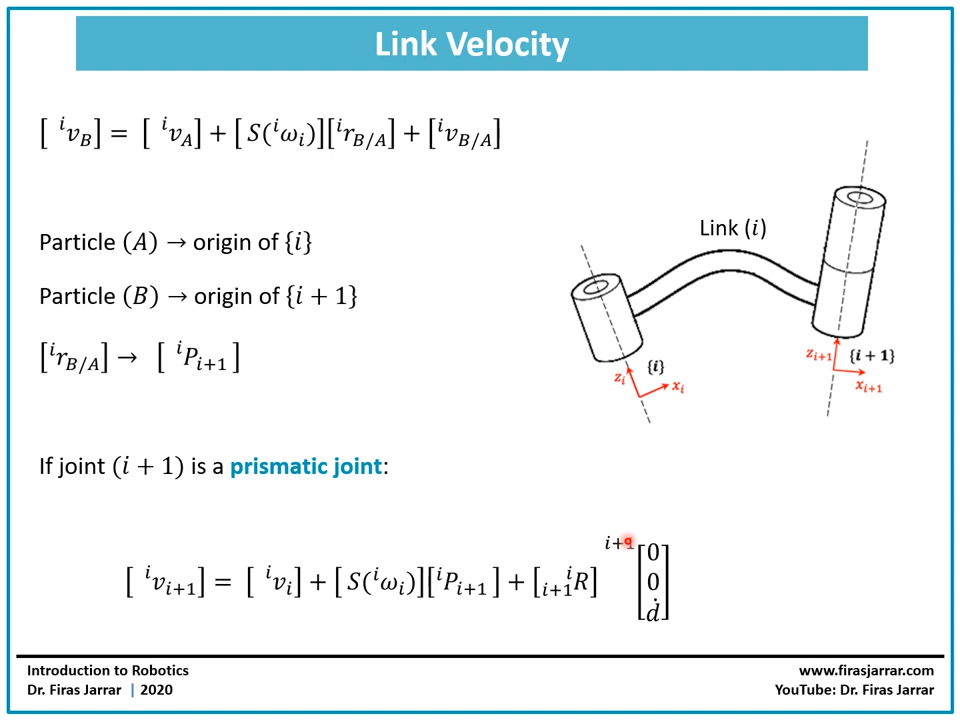 Link Velocity
[ ⁱv_B ] = [ ⁱv_A ] + [ S(ⁱω_i) ][ ⁱr_{B/A} ] + [ ⁱv_{B/A} ]
Particle (A) → origin of {i}
Particle (B) → origin of {i + 1}
[ ⁱr_{B/A} ] → [ ⁱP_{i+1} ]
Link (i)
z_i
{i}
x_i
z_{i+1}
{i + 1}
x_{i+1}
If joint (i + 1) is a prismatic joint:
[ ⁱv_{i+1} ] = [ ⁱv_i ] + [ S(ⁱω_i) ][ ⁱP_{i+1} ] + [ ⁱ_{i+1}R ] ^{i+1}[ 0 0 ḋ ]
Introduction to Robotics
Dr. Firas Jarrar | 2020
www.firasjarrar.com
YouTube: Dr. Firas Jarrar